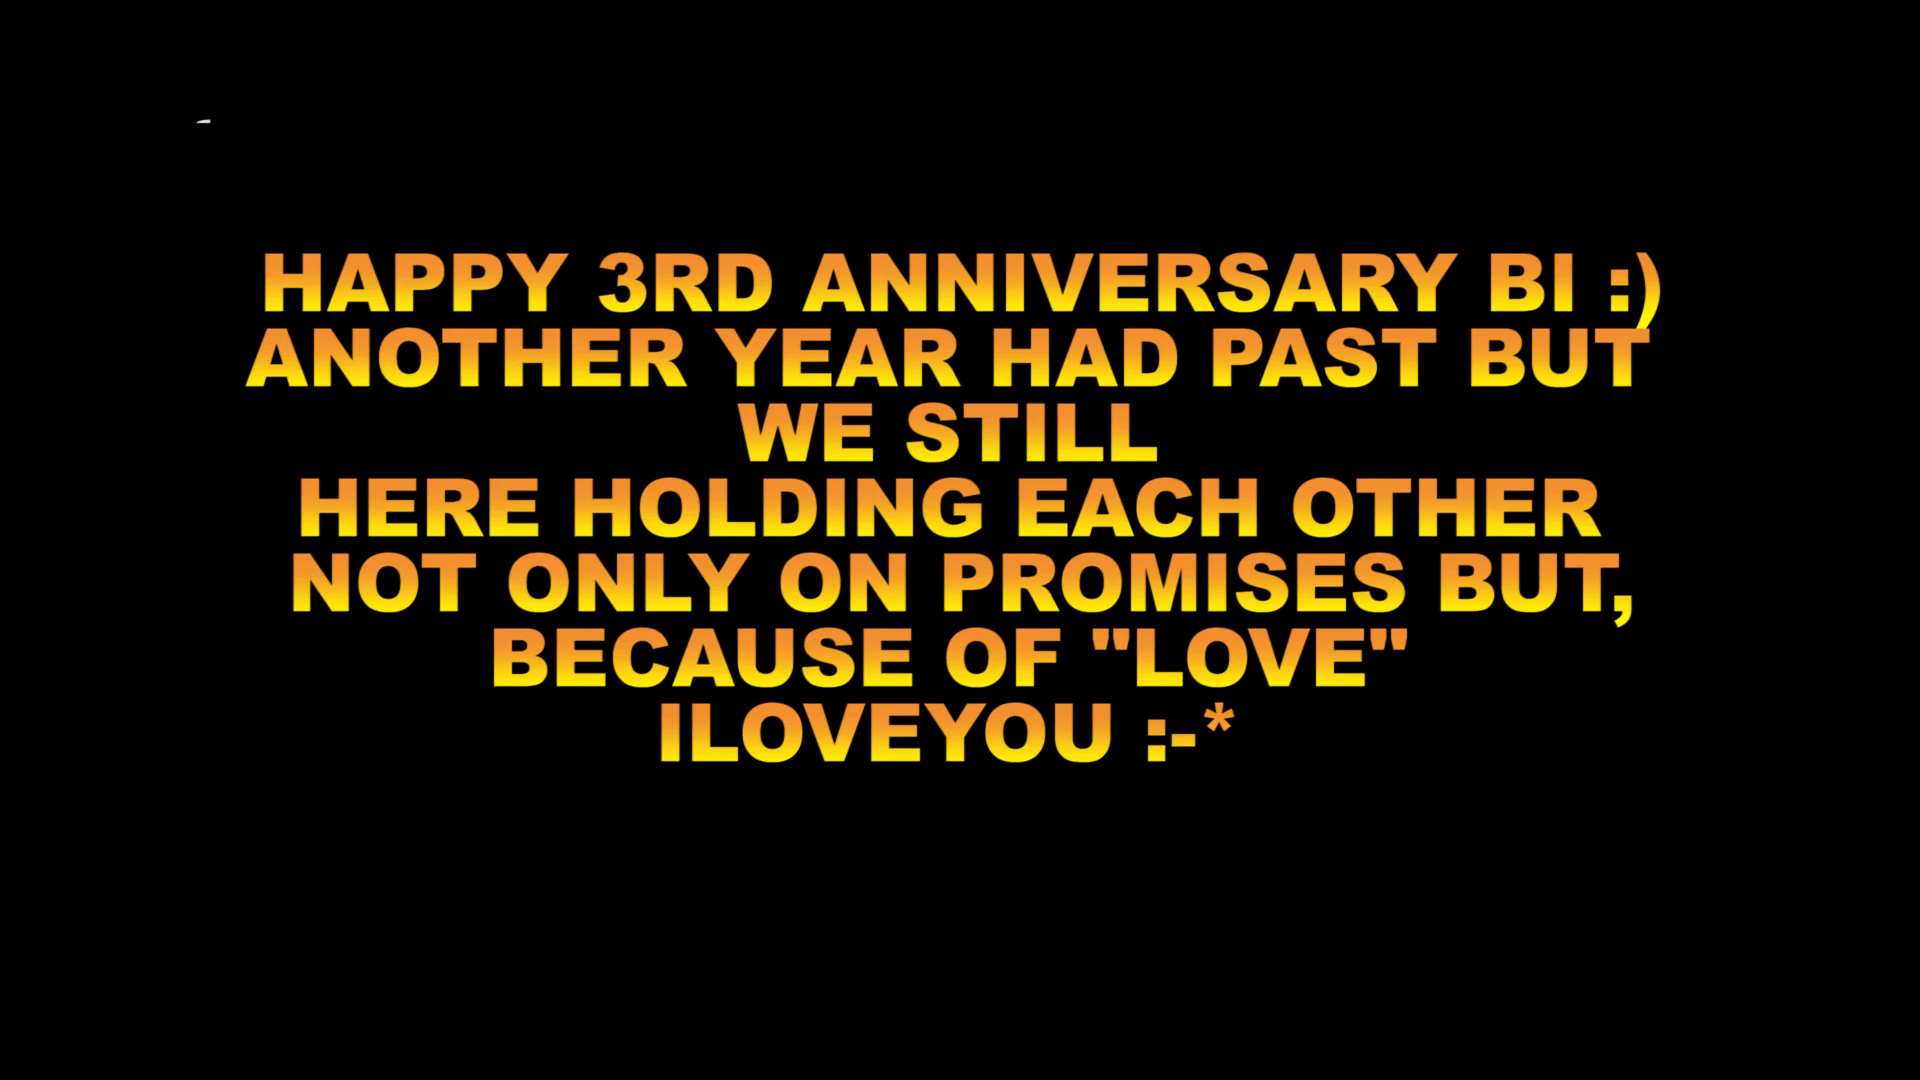 HAPPY 3RD ANNIVERSARY BI :)
ANOTHER YEAR HAD PAST BUT
WE STILL
HERE HOLDING EACH OTHER
NOT ONLY ON PROMISES BUT,
BECAUSE OF "LOVE"
ILOVEYOU :-*